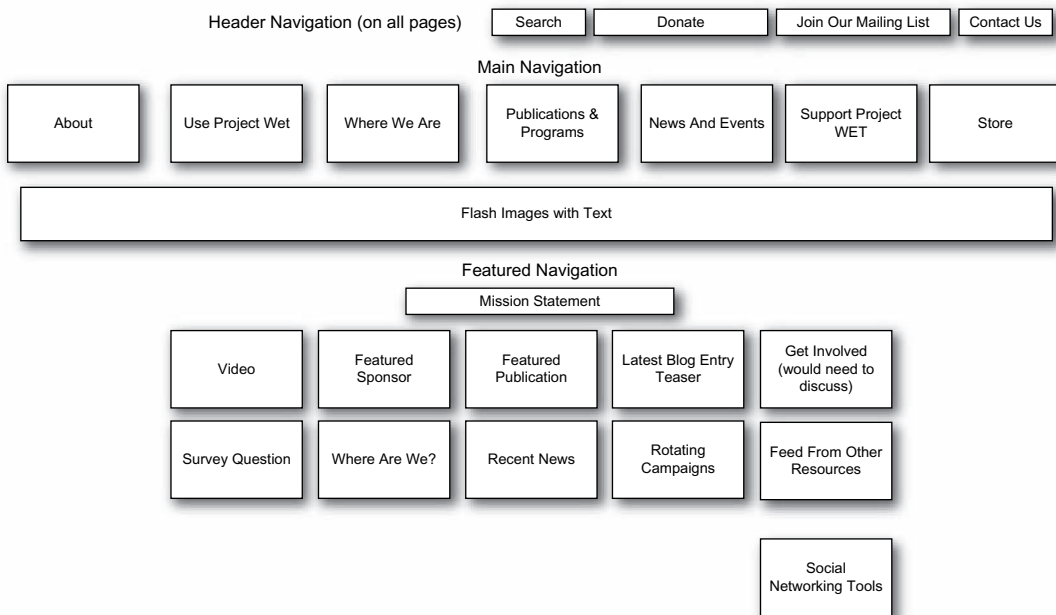 Header Navigation (on all pages)
Search
Donate
Join Our Mailing List
Contact Us
Main Navigation
About
Use Project Wet
Where We Are
Publications &
Programs
News And Events
Support Project
WET
Store
Flash Images with Text
Featured Navigation
Mission Statement
Video
Featured
Sponsor
Featured
Publication
Latest Blog Entry
Teaser
Get Involved
(would need to
discuss)
Survey Question
Where Are We?
Recent News
Rotating
Campaigns
Feed From Other
Resources
Social
Networking Tools